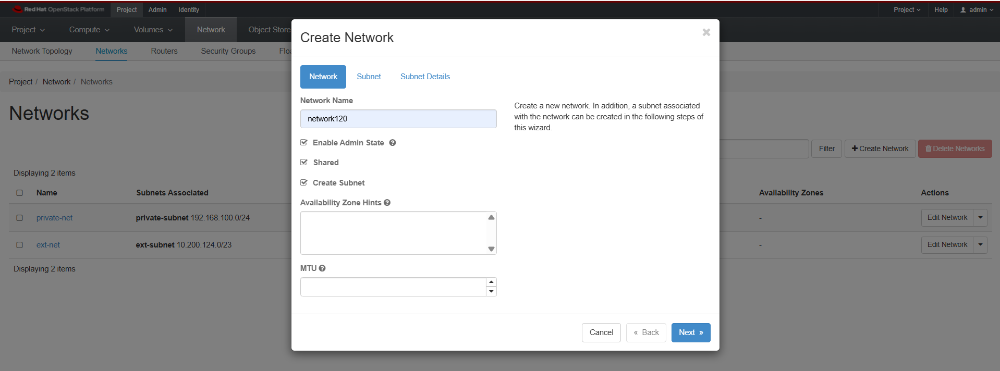 Red Hat OpenStack Platform Project Admin Identity Project Help admin
Project Compute Volumes Network Object Store
Network Topology Networks Routers Security Groups
Project / Network / Networks
Networks
Filter Create Network Delete Networks
Displaying 2 items
Name Subnets Associated Availability Zones Actions
private-net private-subnet 192.168.100.0/24 - Edit Network
ext-net ext-subnet 10.200.124.0/23 - Edit Network
Displaying 2 items
Create Network
Network Subnet Subnet Details
Network Name
network120
Enable Admin State
Shared
Create Subnet
Availability Zone Hints
MTU
Create a new network. In addition, a subnet associated
with the network can be created in the following steps of
this wizard.
Cancel « Back Next »